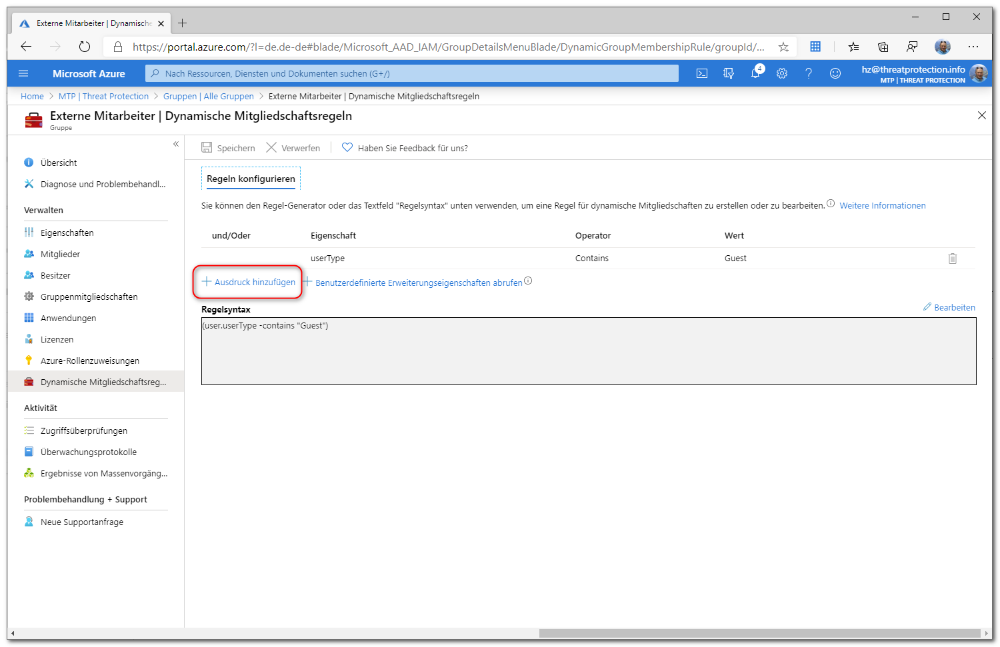 Externe Mitarbeiter | Dynamische
https://portal.azure.com/?l=de.de-de#blade/Microsoft_AAD_IAM/GroupDetailsMenuBlade/DynamicGroupMembershipRule/groupId/...
Microsoft Azure
Nach Ressourcen, Diensten und Dokumenten suchen (G+/)
4
hz@threatprotection.info
MTP | THREAT PROTECTION
Home > MTP | Threat Protection > Gruppen | Alle Gruppen > Externe Mitarbeiter | Dynamische Mitgliedschaftsregeln
Externe Mitarbeiter | Dynamische Mitgliedschaftsregeln
Gruppe
«
Übersicht
Diagnose und Problembehandl...
Verwalten
Eigenschaften
Mitglieder
Besitzer
Gruppenmitgliedschaften
Anwendungen
Lizenzen
Azure-Rollenzuweisungen
Dynamische Mitgliedschaftsreg...
Aktivität
Zugriffsüberprüfungen
Überwachungsprotokolle
Ergebnisse von Massenvorgäng...
Problembehandlung + Support
Neue Supportanfrage
Speichern Verwerfen Haben Sie Feedback für uns?
Regeln konfigurieren
Sie können den Regel-Generator oder das Textfeld "Regelsyntax" unten verwenden, um eine Regel für dynamische Mitgliedschaften zu erstellen oder zu bearbeiten. Weitere Informationen
und/Oder Eigenschaft Operator Wert
userType Contains Guest
+ Ausdruck hinzufügen + Benutzerdefinierte Erweiterungseigenschaften abrufen
Regelsyntax Bearbeiten
(user.userType -contains "Guest")